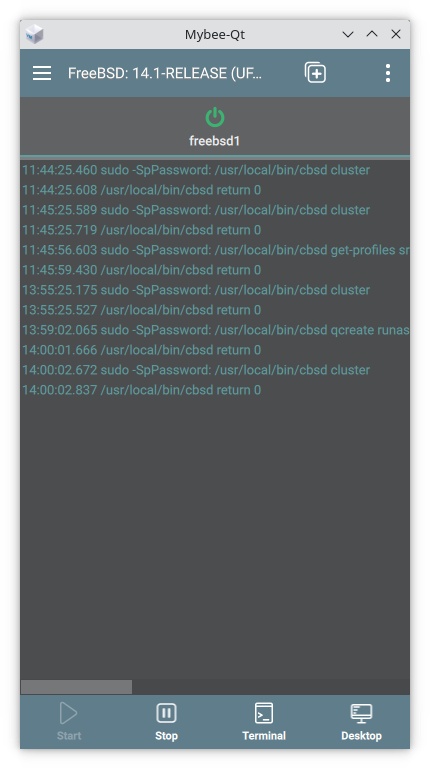 Mybee-Qt
FreeBSD: 14.1-RELEASE (UF...
freebsd1
11:44:25.460 sudo -SpPassword: /usr/local/bin/cbsd cluster
11:44:25.608 /usr/local/bin/cbsd return 0
11:45:25.589 sudo -SpPassword: /usr/local/bin/cbsd cluster
11:45:25.719 /usr/local/bin/cbsd return 0
11:45:56.603 sudo -SpPassword: /usr/local/bin/cbsd get-profiles sr
11:45:59.430 /usr/local/bin/cbsd return 0
13:55:25.175 sudo -SpPassword: /usr/local/bin/cbsd cluster
13:55:25.527 /usr/local/bin/cbsd return 0
13:59:02.065 sudo -SpPassword: /usr/local/bin/cbsd qcreate runas
14:00:01.666 /usr/local/bin/cbsd return 0
14:00:02.672 sudo -SpPassword: /usr/local/bin/cbsd cluster
14:00:02.837 /usr/local/bin/cbsd return 0
Start Stop Terminal Desktop